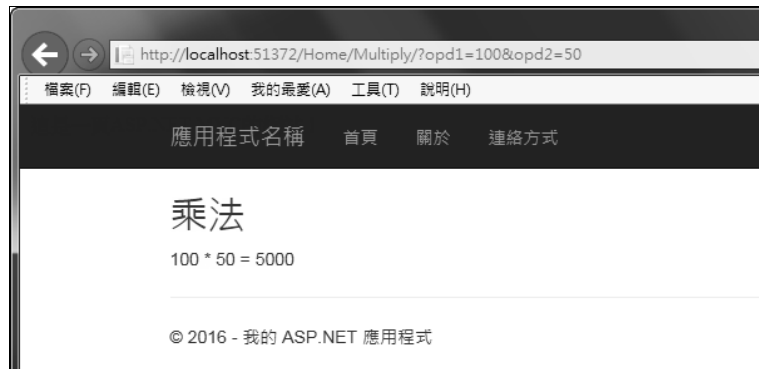 http://localhost:51372/Home/Multiply/?opd1=100&opd2=50
檔案(F) 編輯(E) 檢視(V) 我的最愛(A) 工具(T) 說明(H)
應用程式名稱 首頁 關於 連絡方式
乘法
100 * 50 = 5000
© 2016 - 我的 ASP.NET 應用程式